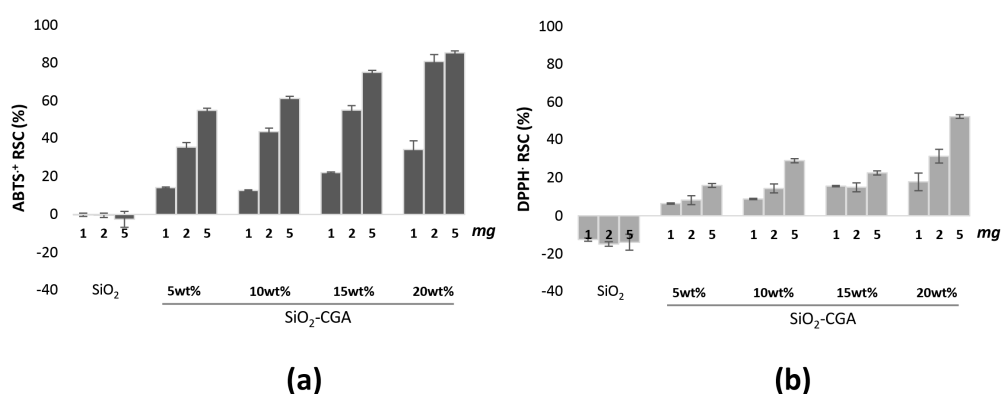 100
80
60
40
20
0
-20
-40
ABTS·+ RSC (%)
1 2 5 1 2 5 1 2 5 1 2 5 1 2 5 mg
SiO2 5wt% 10wt% 15wt% 20wt%
SiO2-CGA
(a)
100
80
60
40
20
0
-20
-40
DPPH· RSC (%)
1 2 5 1 2 5 1 2 5 1 2 5 1 2 5 mg
SiO2 5wt% 10wt% 15wt% 20wt%
SiO2-CGA
(b)